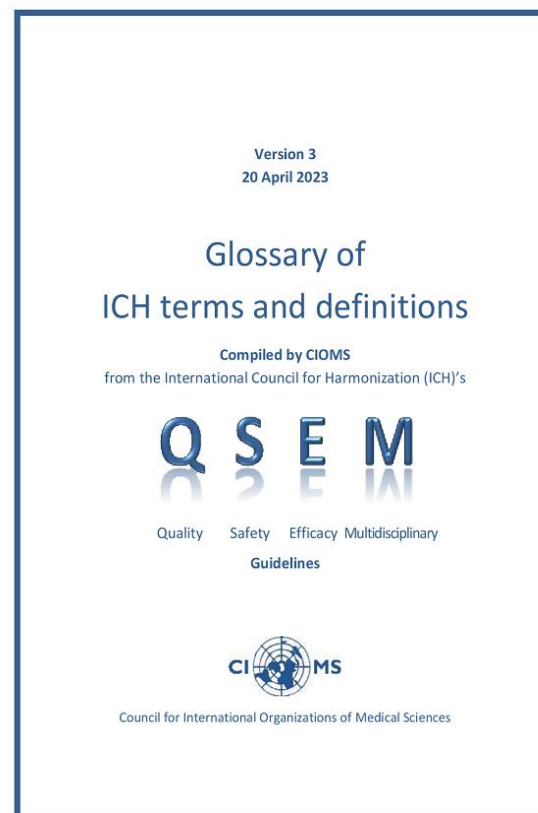 Version 3
20 April 2023
Glossary of
ICH terms and definitions
Compiled by CIOMS
from the International Council for Harmonization (ICH)'s
Q S E M
Quality Safety Efficacy Multidisciplinary
Guidelines
CI MS
Council for International Organizations of Medical Sciences